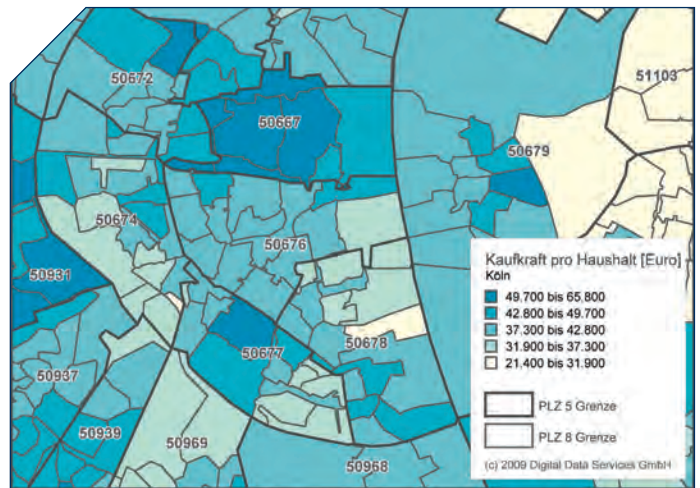 50672
51103
50667
50679
50674
50676
50931
50677
50678
50937
50939
50969
50968
Kaufkraft pro Haushalt [Euro]
Köln
49.700 bis 65.800
42.800 bis 49.700
37.300 bis 42.800
31.900 bis 37.300
21.400 bis 31.900
PLZ 5 Grenze
PLZ 8 Grenze
(c) 2009 Digital Data Services GmbH